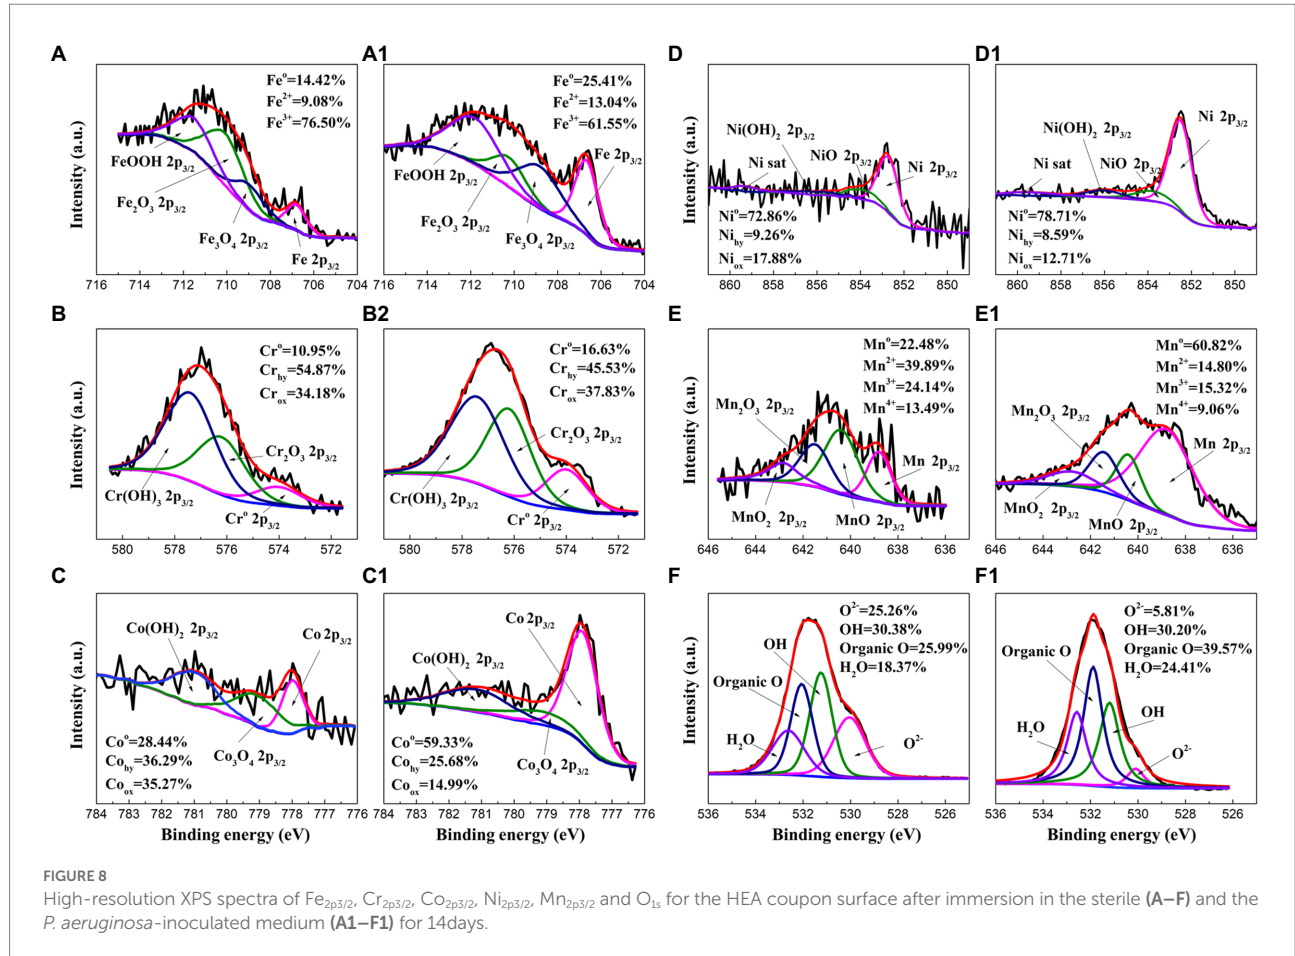 A
Fe⁰=14.42%
Fe²⁺=9.08%
Fe³⁺=76.50%
FeOOH 2p3/2
Fe2O3 2p3/2
Fe3O4 2p3/2
Fe 2p3/2
Intensity (a.u.)
716 714 712 710 708 706 704
A1
Fe⁰=25.41%
Fe²⁺=13.04%
Fe³⁺=61.55%
Fe 2p3/2
FeOOH 2p3/2
Fe2O3 2p3/2
Fe3O4 2p3/2
716 714 712 710 708 706 704
D
Ni(OH)2 2p3/2
Ni sat
NiO 2p3/2
Ni 2p3/2
Ni⁰=72.86%
Nihy=9.26%
Niox=17.88%
Intensity (a.u.)
860 858 856 854 852 850
D1
Ni 2p3/2
Ni(OH)2 2p3/2
Ni sat
NiO 2p3/2
Ni⁰=78.71%
Nihy=8.59%
Niox=12.71%
860 858 856 854 852 850
B
Cr⁰=10.95%
Crhy=54.87%
Crox=34.18%
Cr2O3 2p3/2
Cr(OH)3 2p3/2
Cr⁰ 2p3/2
Intensity (a.u.)
580 578 576 574 572
B2
Cr⁰=16.63%
Crhy=45.53%
Crox=37.83%
Cr2O3 2p3/2
Cr(OH)3 2p3/2
Cr⁰ 2p3/2
580 578 576 574 572
E
Mn⁰=22.48%
Mn²⁺=39.89%
Mn³⁺=24.14%
Mn⁴⁺=13.49%
Mn2O3 2p3/2
Mn 2p3/2
MnO2 2p3/2
MnO 2p3/2
Intensity (a.u.)
646 644 642 640 638 636
E1
Mn⁰=60.82%
Mn²⁺=14.80%
Mn³⁺=15.32%
Mn⁴⁺=9.06%
Mn2O3 2p3/2
Mn 2p3/2
MnO2 2p3/2
MnO 2p3/2
646 644 642 640 638 636
C
Co(OH)2 2p3/2
Co 2p3/2
Co3O4 2p3/2
Co⁰=28.44%
Cohy=36.29%
Coox=35.27%
Intensity (a.u.)
784 783 782 781 780 779 778 777 776
Binding energy (eV)
C1
Co 2p3/2
Co(OH)2 2p3/2
Co3O4 2p3/2
Co⁰=59.33%
Cohy=25.68%
Coox=14.99%
784 783 782 781 780 779 778 777 776
Binding energy (eV)
F
O²⁻=25.26%
OH=30.38%
Organic O=25.99%
H2O=18.37%
OH
Organic O
H2O
O²⁻
Intensity (a.u.)
536 534 532 530 528 526
Binding energy (eV)
F1
O²⁻=5.81%
OH=30.20%
Organic O=39.57%
H2O=24.41%
Organic O
H2O
OH
O²⁻
536 534 532 530 528 526
Binding energy (eV)
FIGURE 8
High-resolution XPS spectra of Fe2p3/2, Cr2p3/2, Co2p3/2, Ni2p3/2, Mn2p3/2 and O1s for the HEA coupon surface after immersion in the sterile (A–F) and the
P. aeruginosa-inoculated medium (A1–F1) for 14days.